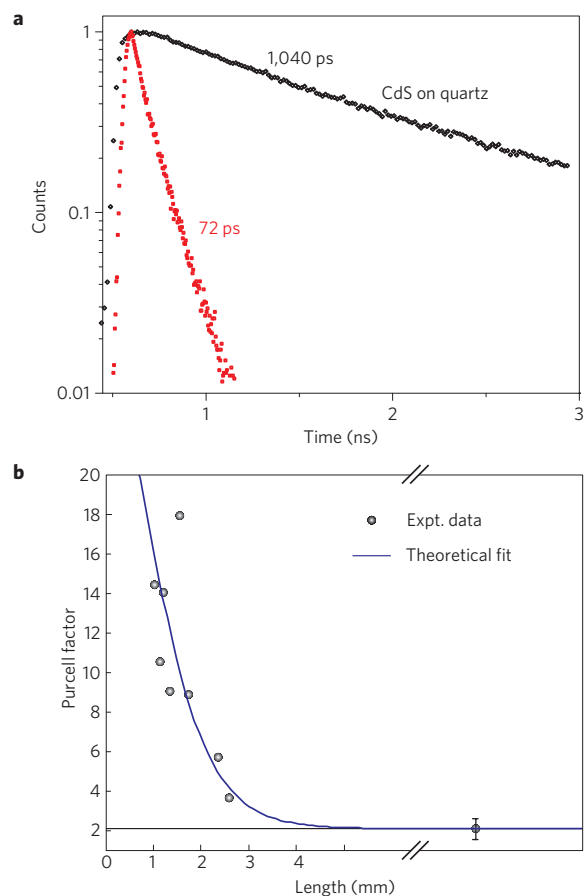 a
1
1,040 ps
CdS on quartz
Counts
0.1
72 ps
0.01
1
2
3
Time (ns)
b
20
18
Expt. data
16
Theoretical fit
14
12
Purcell factor
10
8
6
4
2
0
1
2
3
4
Length (mm)